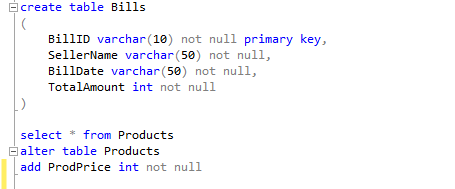 create table Bills
(
BillID varchar(10) not null primary key,
SellerName varchar(50) not null,
BillDate varchar(50) not null,
TotalAmount int not null
)
select * from Products
alter table Products
add ProdPrice int not null